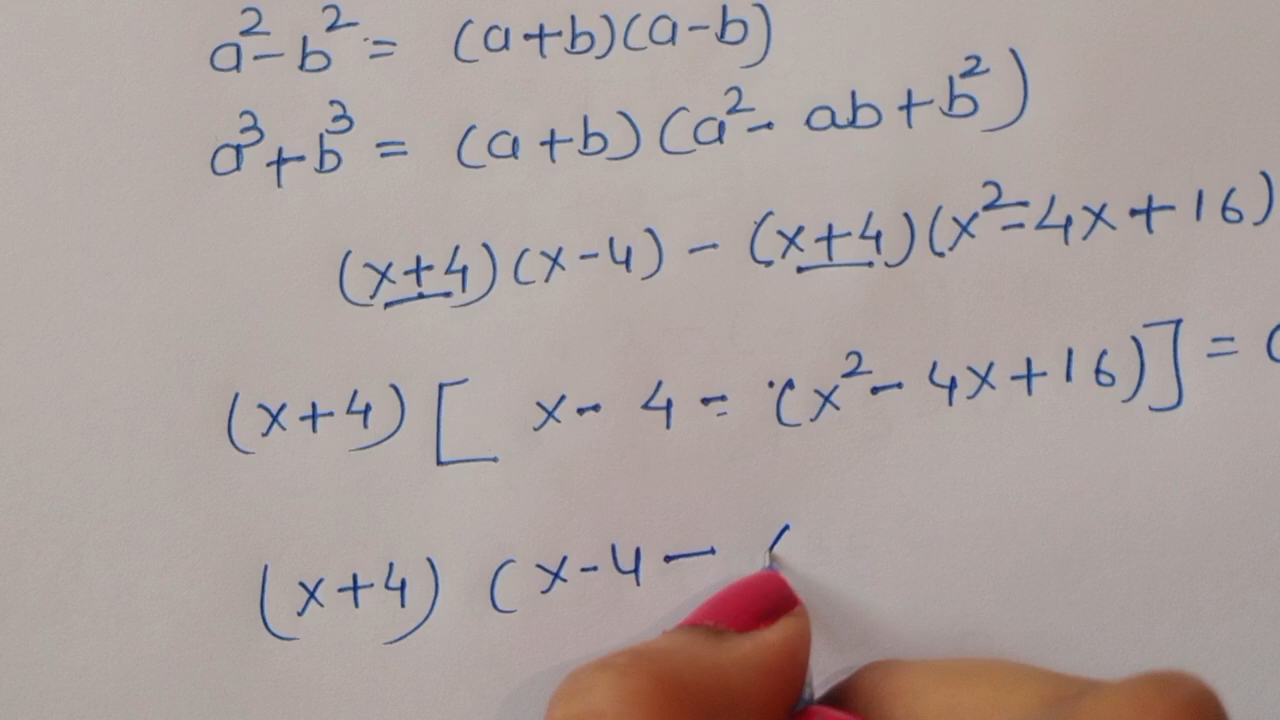 a²-b² = (a+b)(a-b)
a³+b³ = (a+b)(a²- ab+b²)
(x+4)(x-4) - (x+4)(x²-4x+16)
(x+4)[ x- 4 - (x²- 4x+16)] =
(x+4) (x-4 -